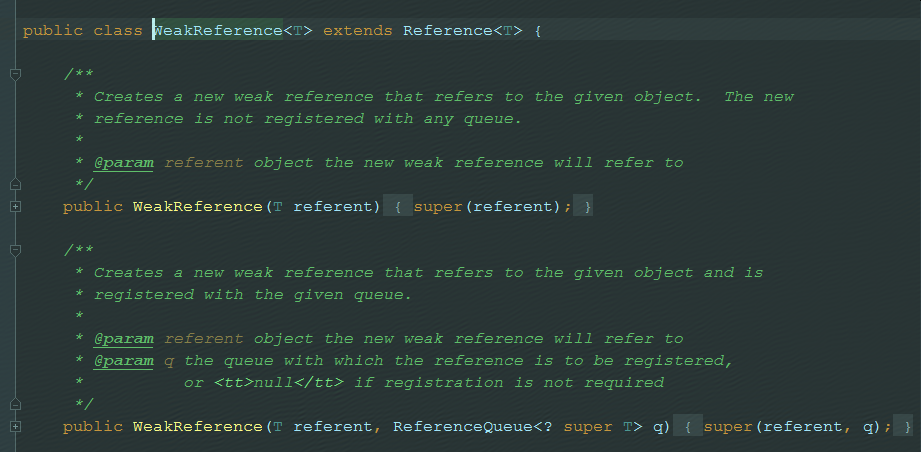 public class WeakReference<T> extends Reference<T> {
/**
* Creates a new weak reference that refers to the given object.  The new
* reference is not registered with any queue.
*
* @param referent object the new weak reference will refer to
*/
public WeakReference(T referent) { super(referent); }
/**
* Creates a new weak reference that refers to the given object and is
* registered with the given queue.
*
* @param referent object the new weak reference will refer to
* @param q the queue with which the reference is to be registered,
*          or <tt>null</tt> if registration is not required
*/
public WeakReference(T referent, ReferenceQueue<? super T> q) { super(referent, q); }